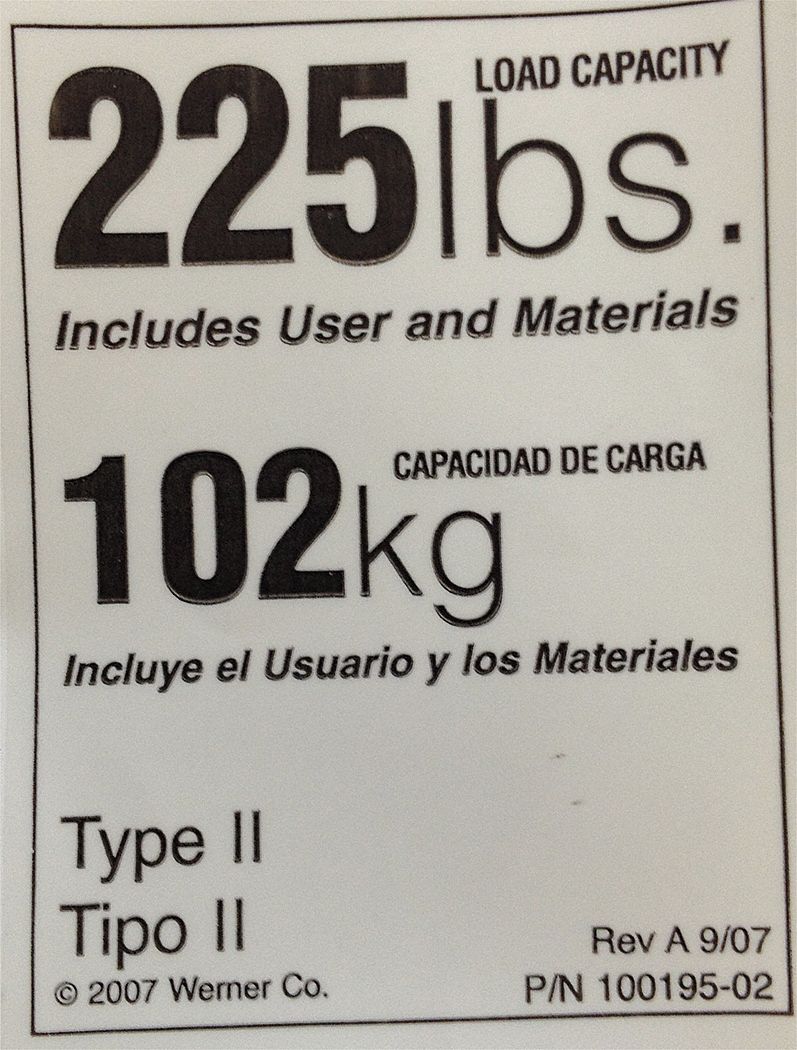 LOAD CAPACITY
225lbs.
Includes User and Materials
CAPACIDAD DE CARGA
102kg
Incluye el Usuario y los Materiales
Type II
Tipo II
Rev A 9/07
© 2007 Werner Co.
P/N 100195-02